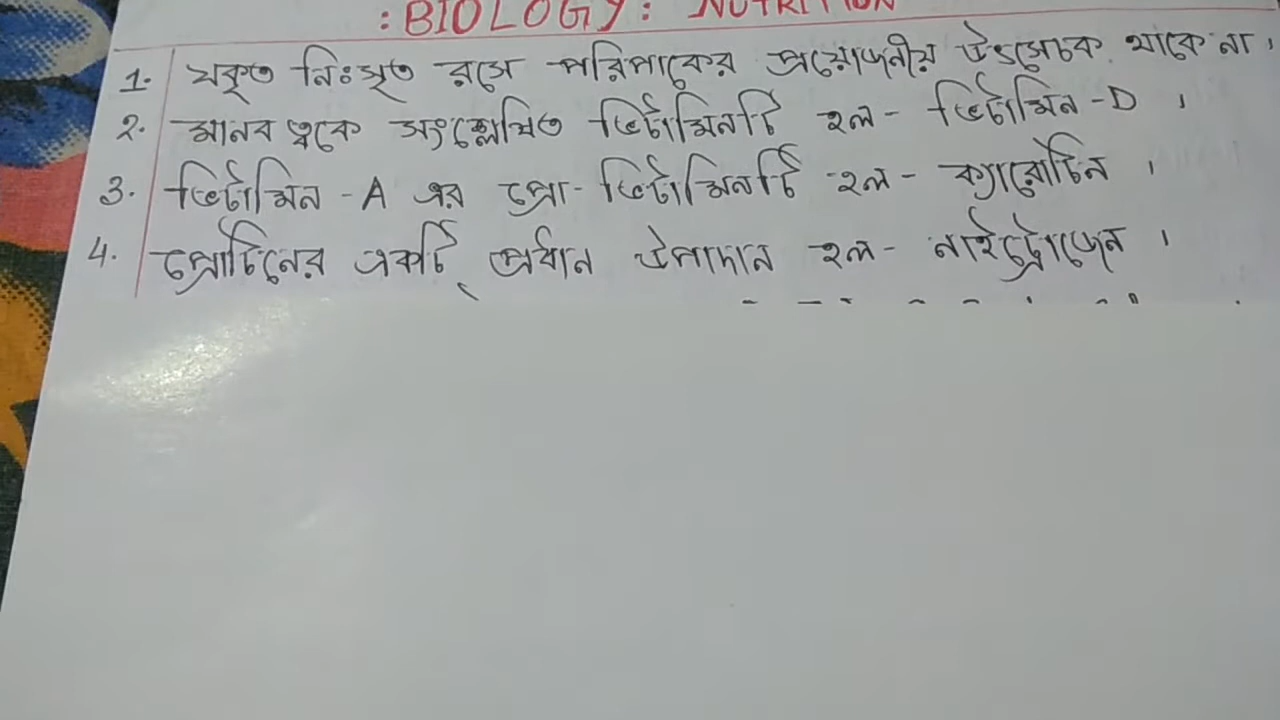 : BIOLOGY: NUTRITION
1. যকৃত নিঃসৃত রসে পরিপাকের প্রয়োজনীয় উৎসেচক থাকে না।
2. মানব ত্বকে সংশ্লেষিত ভিটামিনটি হল - ভিটামিন -D ।
3. ভিটামিন -A এর প্রো- ভিটামিনটি হল - ক্যারোটিন ।
4. প্রোটিনের একটি প্রধান উপাদান হল - নাইট্রোজেন ।